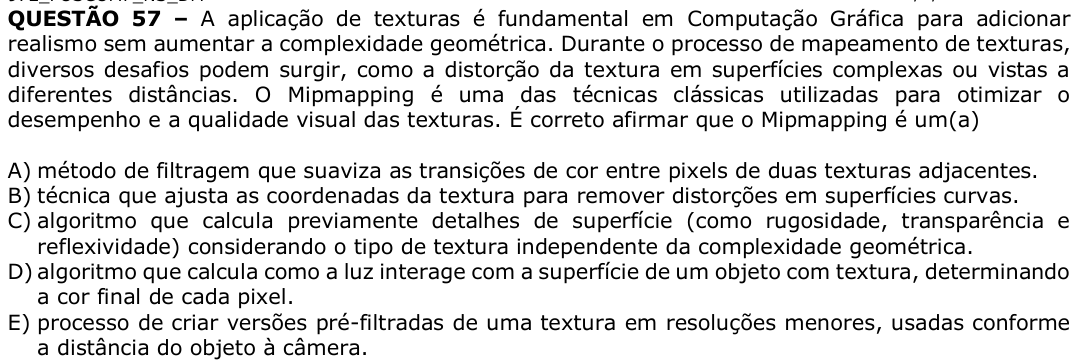 QUESTÃO 57 – A aplicação de texturas é fundamental em Computação Gráfica para adicionar
realismo sem aumentar a complexidade geométrica. Durante o processo de mapeamento de texturas,
diversos desafios podem surgir, como a distorção da textura em superfícies complexas ou vistas a
diferentes distâncias. O Mipmapping é uma das técnicas clássicas utilizadas para otimizar o
desempenho e a qualidade visual das texturas. É correto afirmar que o Mipmapping é um(a)
A) método de filtragem que suaviza as transições de cor entre pixels de duas texturas adjacentes.
B) técnica que ajusta as coordenadas da textura para remover distorções em superfícies curvas.
C) algoritmo que calcula previamente detalhes de superfície (como rugosidade, transparência e
reflexividade) considerando o tipo de textura independente da complexidade geométrica.
D) algoritmo que calcula como a luz interage com a superfície de um objeto com textura, determinando
a cor final de cada pixel.
E) processo de criar versões pré-filtradas de uma textura em resoluções menores, usadas conforme
a distância do objeto à câmera.